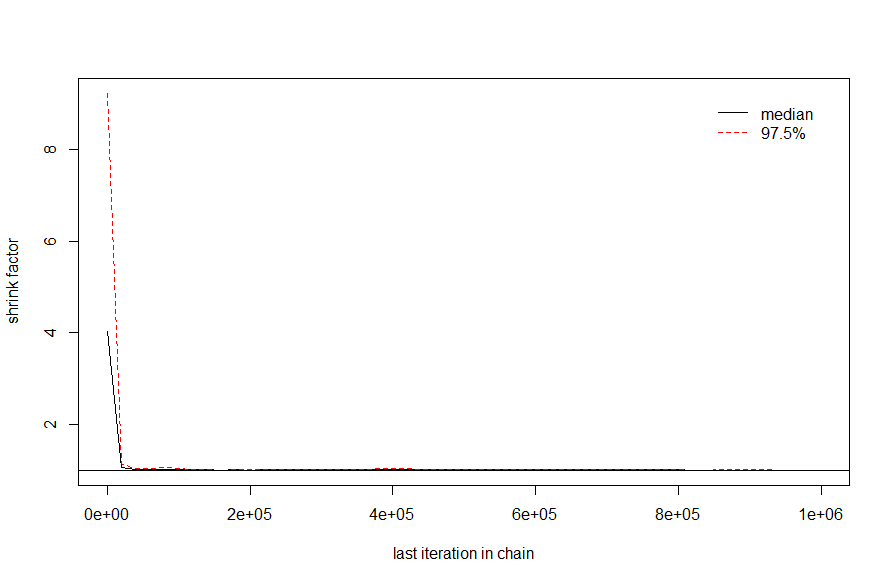 median
97.5%
8
6
4
2
shrink factor
0e+00
2e+05
4e+05
6e+05
8e+05
1e+06
last iteration in chain